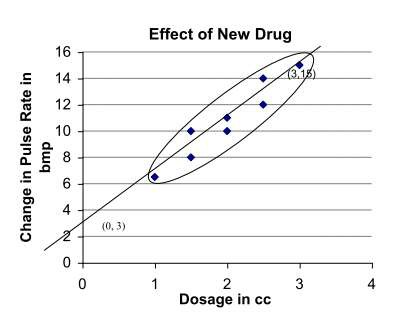 Effect of New Drug
Change in Pulse Rate in
bmp
16
14
12
10
8
6
4
2
0
(3,15)
(0, 3)
0 1 2 3 4
Dosage in cc